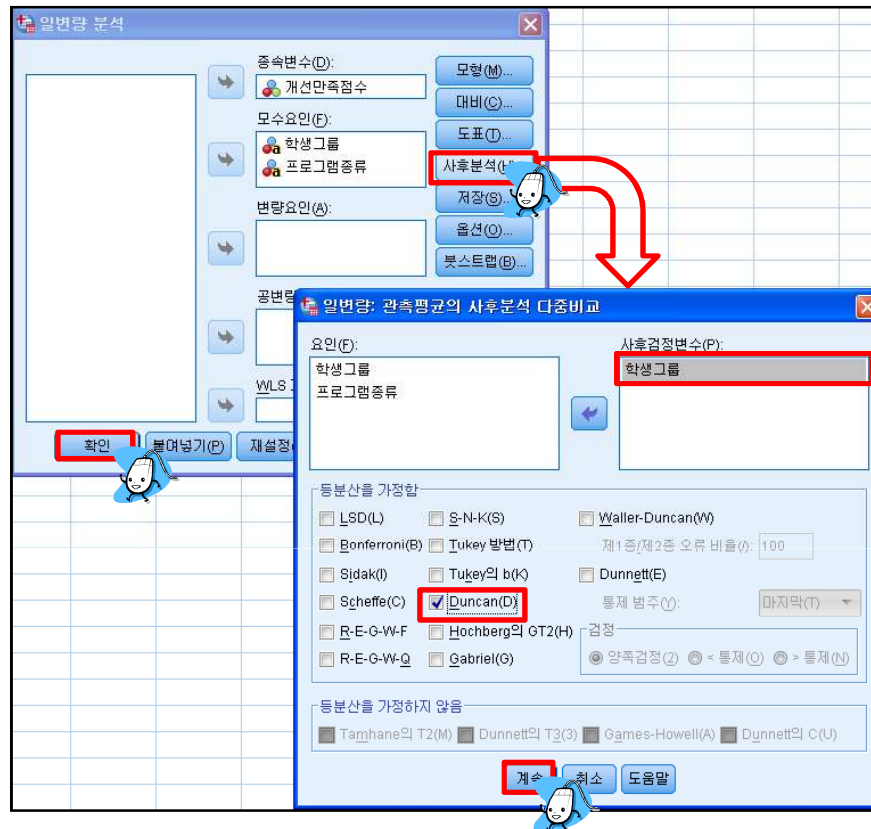 일변량 분석
종속변수(D):
개선만족점수
모수요인(F):
학생그룹
프로그램종류
변량요인(A):
공변량
WLS
모형(M)...
대비(C)...
도표(T)...
사후분석(H)
저장(S)...
옵션(O)...
붓스트랩(B)...
확인
붙여넣기(P)
재설정
일변량: 관측평균의 사후분석 다중비교
요인(F):
학생그룹
프로그램종류
사후검정변수(P):
학생그룹
등분산을 가정함
LSD(L) S-N-K(S) Waller-Duncan(W)
Bonferroni(B) Tukey 방법(T) 제1종/제2종 오류 비율(/): 100
Sidak(I) Tukey의 b(K) Dunnett(E)
Scheffe(C) Duncan(D) 통제 범주(Y): 마지막(T)
R-E-G-W-F Hochberg의 GT2(H) 검정
R-E-G-W-Q Gabriel(G) 양쪽검정(2) < 통제(O) > 통제(N)
등분산을 가정하지 않음
Tamhane의 T2(M) Dunnett의 T3(3) Games-Howell(A) Dunnett의 C(U)
계속 취소 도움말